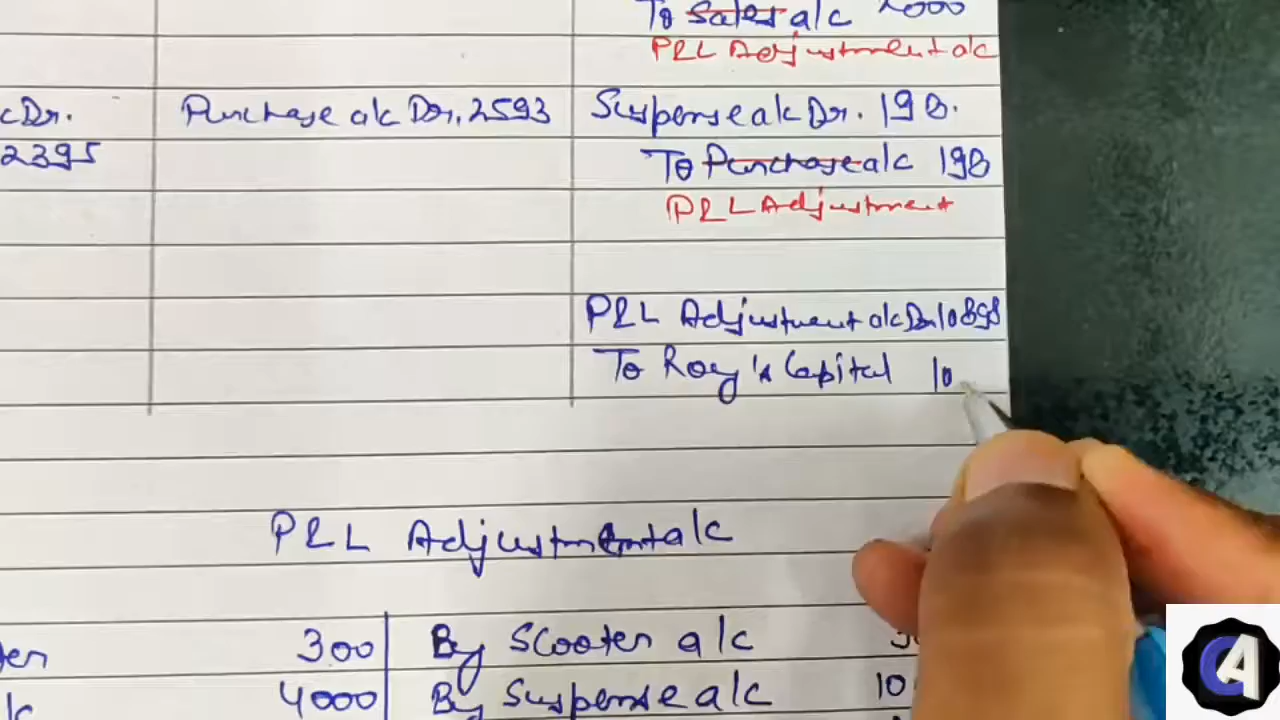 To Sales a/c 2000
P&L Adjustment a/c
c Dr. Purchase a/c Dr. 2593 Suspense a/c Dr. 198.
2395 To Purchase a/c 198
P&L Adjustment
P&L Adjustment a/c Dr. 10898
To Roy's Capital 10
P&L Adjustment a/c
300 By Scooter a/c
4000 By Suspense a/c 10
CA